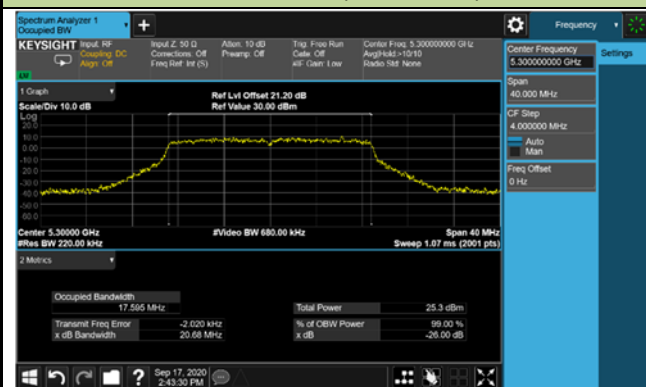 Spectrum Analyzer 1
Occupied BW
+
Frequency
KEYSIGHT
Input: RF
Coupling: DC
Align: Off
Input Z: 50 Ω
Corrections: Off
Freq Ref: Int (S)
Atten: 10 dB
Preamp: Off
Trig: Free Run
Gate: Off
#IF Gain: Low
Center Freq: 5.300000000 GHz
Avg|Hold:>10/10
Radio Std: None
LXI
Center Frequency
5.300000000 GHz
Settings
Span
40.000 MHz
CF Step
4.000000 MHz
Auto
Man
Freq Offset
0 Hz
1 Graph
Scale/Div 10.0 dB
Ref Lvl Offset 21.20 dB
Ref Value 30.00 dBm
Log
20.0
10.0
0.00
-10.0
-20.0
-30.0
-40.0
-50.0
-60.0
Center 5.30000 GHz
#Res BW 220.00 kHz
#Video BW 680.00 kHz
Span 40 MHz
Sweep 1.07 ms (2001 pts)
2 Metrics
Occupied Bandwidth
17.595 MHz
Total Power 25.3 dBm
Transmit Freq Error -2.020 kHz
% of OBW Power 99.00 %
x dB Bandwidth 20.68 MHz
x dB -26.00 dB
?
Sep 17, 2020
2:43:30 PM